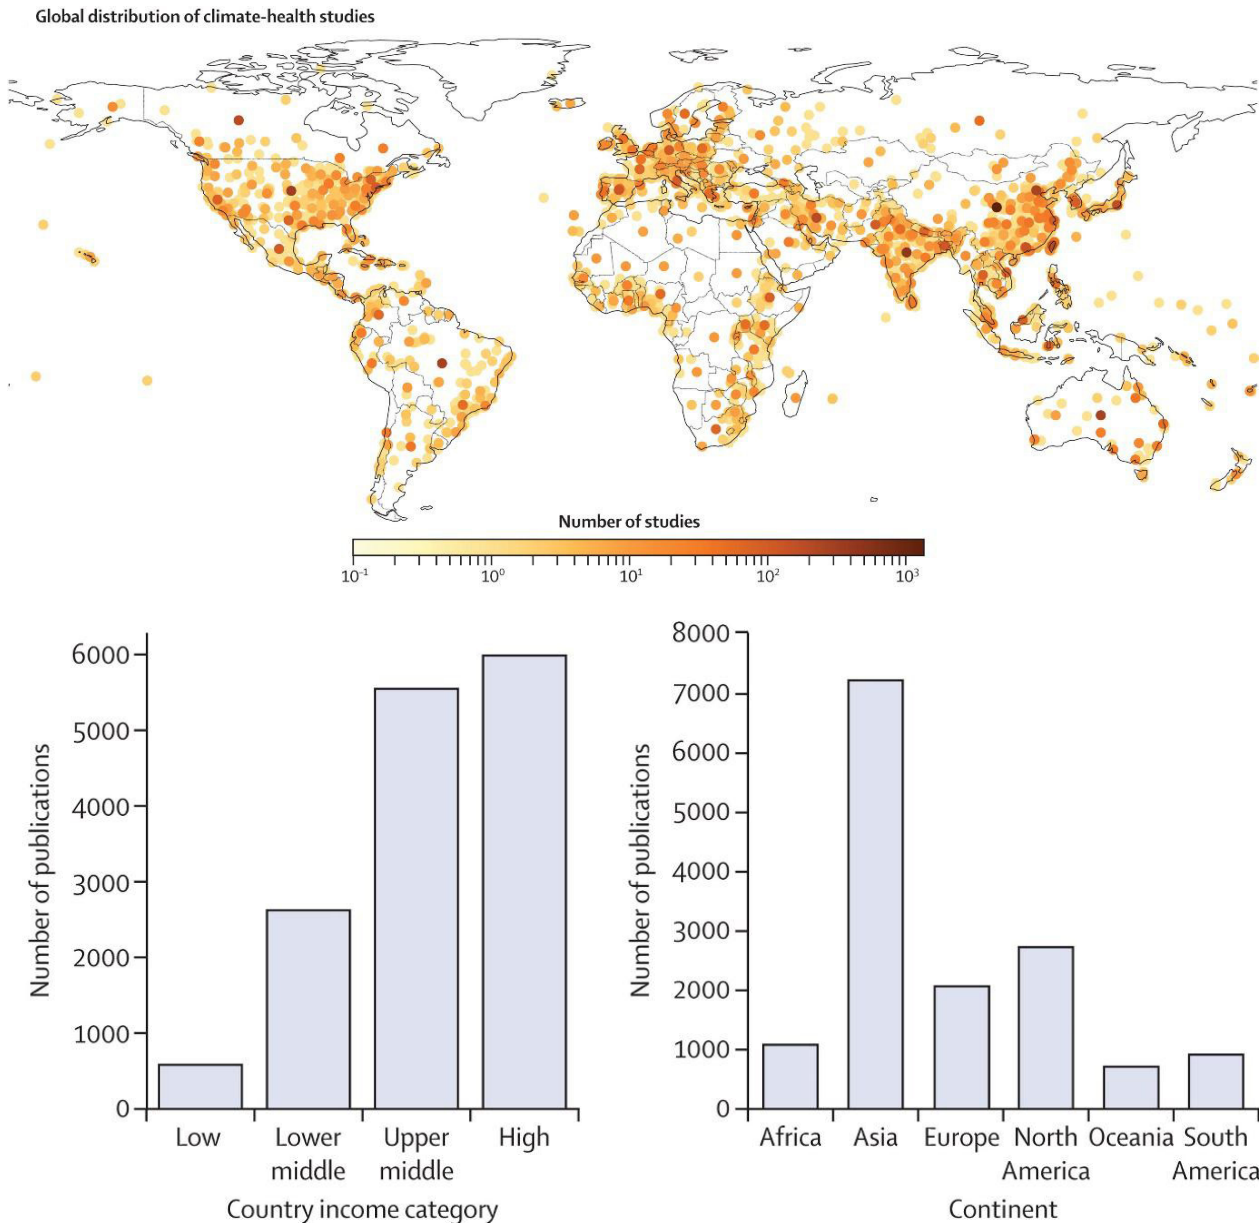 Global distribution of climate-health studies
Number of studies
10⁻¹ 10⁰ 10¹ 10² 10³
Number of publications
6000
5000
4000
3000
2000
1000
0
Low Lower middle Upper middle High
Country income category
Number of publications
8000
7000
6000
5000
4000
3000
2000
1000
0
Africa Asia Europe North America Oceania South America
Continent